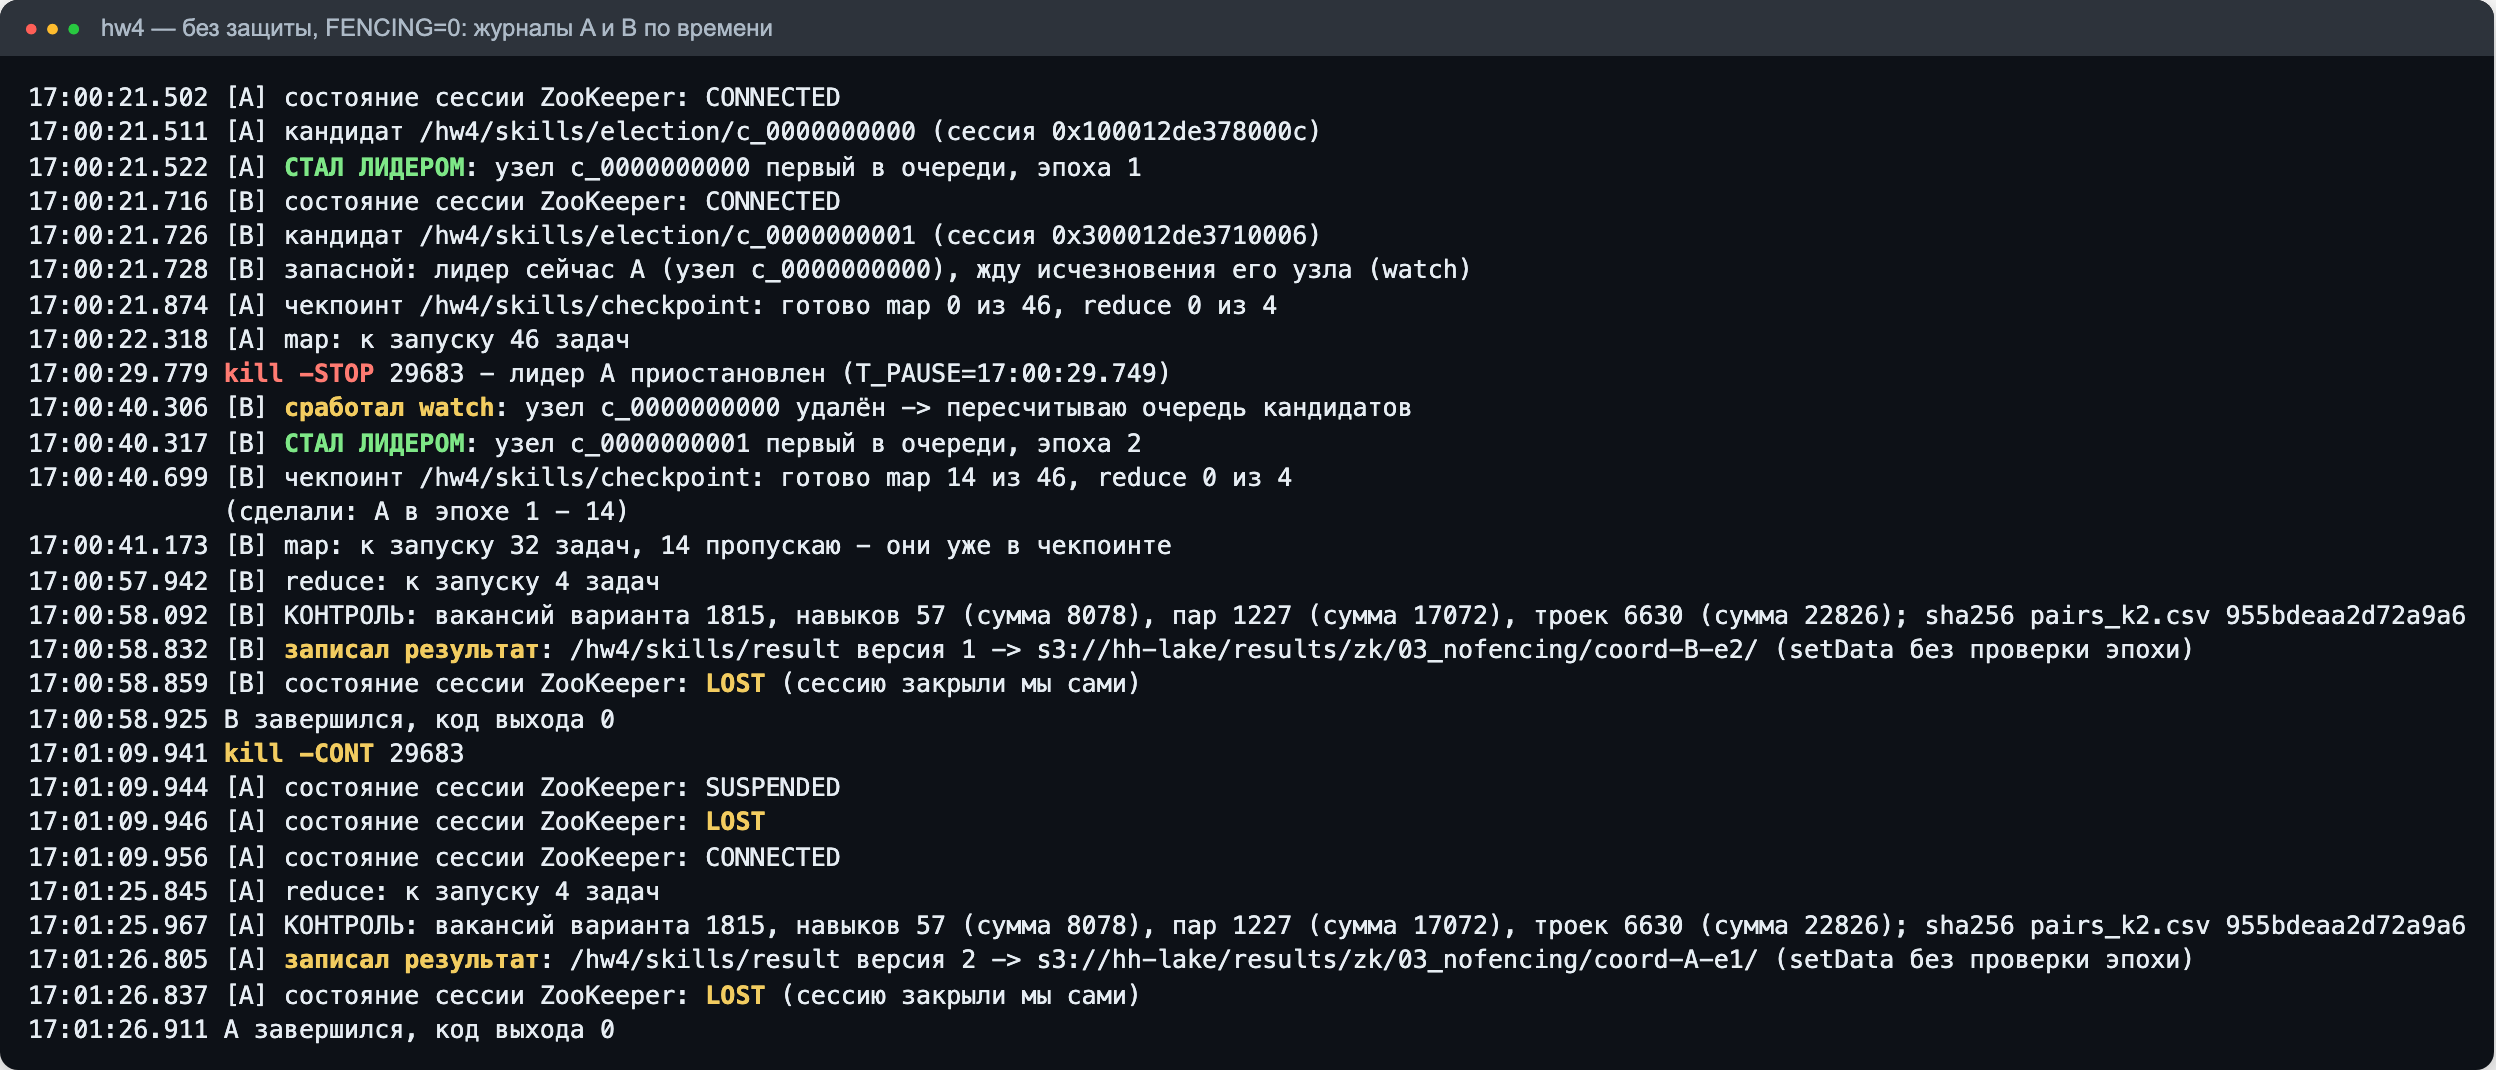 hw4 — без защиты, FENCING=0: журналы A и B по времени
17:00:21.502 [A] состояние сессии ZooKeeper: CONNECTED
17:00:21.511 [A] кандидат /hw4/skills/election/c_0000000000 (сессия 0x100012de378000c)
17:00:21.522 [A] СТАЛ ЛИДЕРОМ: узел c_0000000000 первый в очереди, эпоха 1
17:00:21.716 [B] состояние сессии ZooKeeper: CONNECTED
17:00:21.726 [B] кандидат /hw4/skills/election/c_0000000001 (сессия 0x300012de3710006)
17:00:21.728 [B] запасной: лидер сейчас A (узел c_0000000000), жду исчезновения его узла (watch)
17:00:21.874 [A] чекпоинт /hw4/skills/checkpoint: готово map 0 из 46, reduce 0 из 4
17:00:22.318 [A] map: к запуску 46 задач
17:00:29.779 kill -STOP 29683 — лидер A приостановлен (T_PAUSE=17:00:29.749)
17:00:40.306 [B] сработал watch: узел c_0000000000 удалён -> пересчитываю очередь кандидатов
17:00:40.317 [B] СТАЛ ЛИДЕРОМ: узел c_0000000001 первый в очереди, эпоха 2
17:00:40.699 [B] чекпоинт /hw4/skills/checkpoint: готово map 14 из 46, reduce 0 из 4
(сделали: A в эпохе 1 — 14)
17:00:41.173 [B] map: к запуску 32 задач, 14 пропускаю — они уже в чекпоинте
17:00:57.942 [B] reduce: к запуску 4 задач
17:00:58.092 [B] КОНТРОЛЬ: вакансий варианта 1815, навыков 57 (сумма 8078), пар 1227 (сумма 17072), троек 6630 (сумма 22826); sha256 pairs_k2.csv 955bdeaa2d72a9a6
17:00:58.832 [B] записал результат: /hw4/skills/result версия 1 -> s3://hh-lake/results/zk/03_nofencing/coord-B-e2/ (setData без проверки эпохи)
17:00:58.859 [B] состояние сессии ZooKeeper: LOST (сессию закрыли мы сами)
17:00:58.925 B завершился, код выхода 0
17:01:09.941 kill -CONT 29683
17:01:09.944 [A] состояние сессии ZooKeeper: SUSPENDED
17:01:09.946 [A] состояние сессии ZooKeeper: LOST
17:01:09.956 [A] состояние сессии ZooKeeper: CONNECTED
17:01:25.845 [A] reduce: к запуску 4 задач
17:01:25.967 [A] КОНТРОЛЬ: вакансий варианта 1815, навыков 57 (сумма 8078), пар 1227 (сумма 17072), троек 6630 (сумма 22826); sha256 pairs_k2.csv 955bdeaa2d72a9a6
17:01:26.805 [A] записал результат: /hw4/skills/result версия 2 -> s3://hh-lake/results/zk/03_nofencing/coord-A-e1/ (setData без проверки эпохи)
17:01:26.837 [A] состояние сессии ZooKeeper: LOST (сессию закрыли мы сами)
17:01:26.911 A завершился, код выхода 0